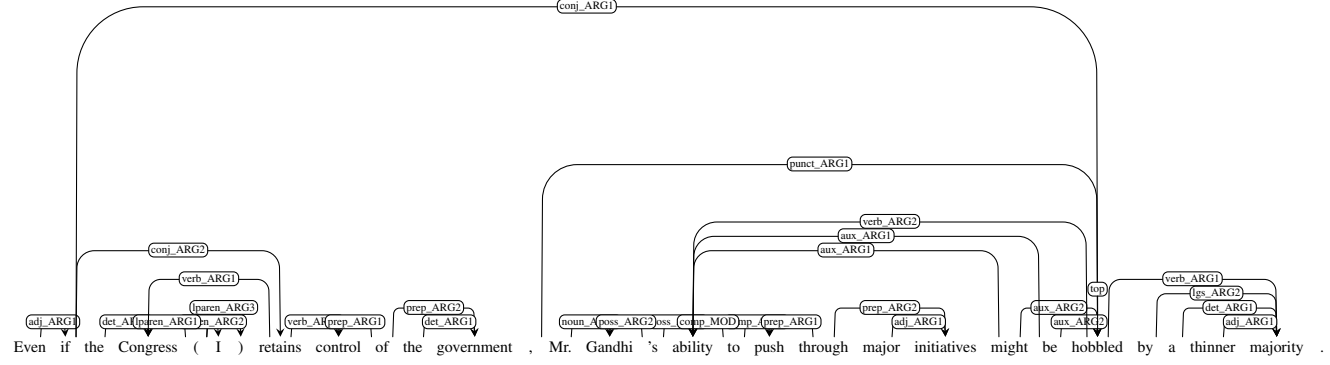 conj_ARG1
punct_ARG1
verb_ARG2
aux_ARG1
conj_ARG2 aux_ARG1
verb_ARG1 verb_ARG1
top
lgs_ARG2
lparen_ARG3 prep_ARG2 prep_ARG2 aux_ARG2 det_ARG1
adj_ARG1 lparen_ARG1 prep_ARG1 det_ARG1 poss_ARG2 comp_MOD prep_ARG1 adj_ARG1 aux_ARG2 adj_ARG1
Even if the Congress ( I ) retains control of the government , Mr. Gandhi 's ability to push through major initiatives might be hobbled by a thinner majority .